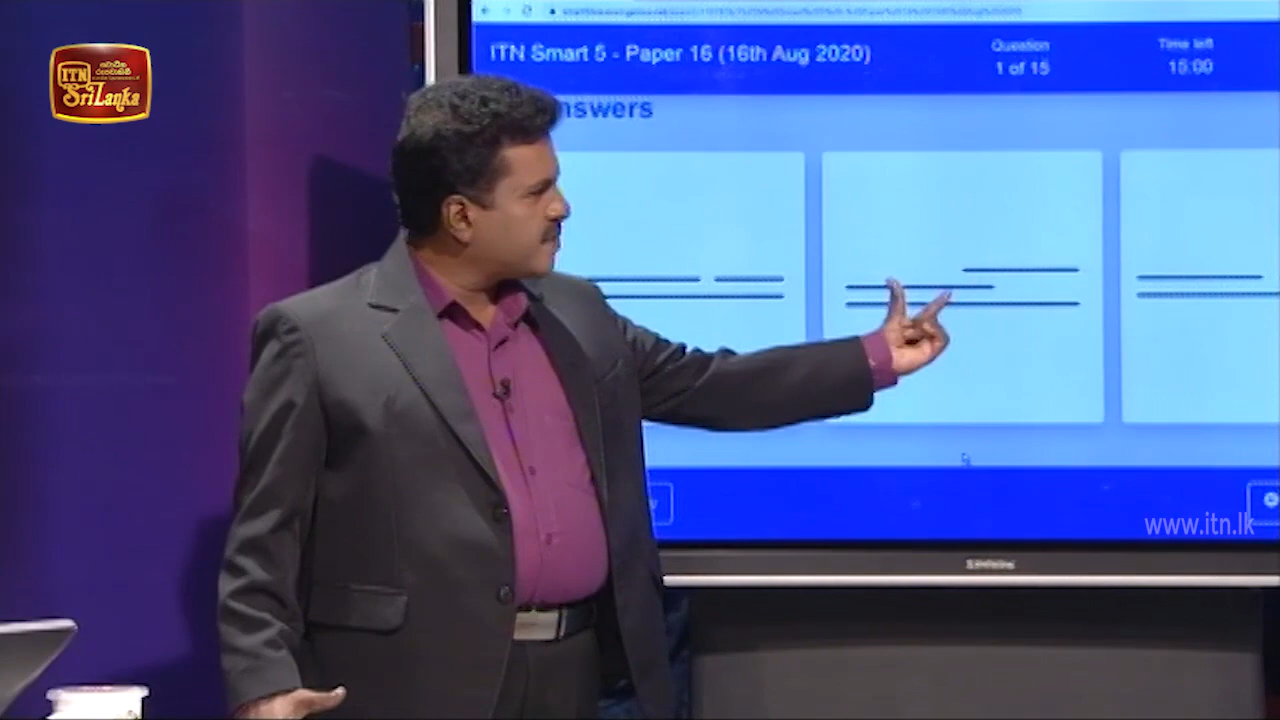 ITN
ස්වාධීන
රූපවාහිනී
Sri Lanka
ITN Smart 5 - Paper 16 (16th Aug 2020)
Question
1 of 15
Time left
15:00
nswers
www.itn.lk